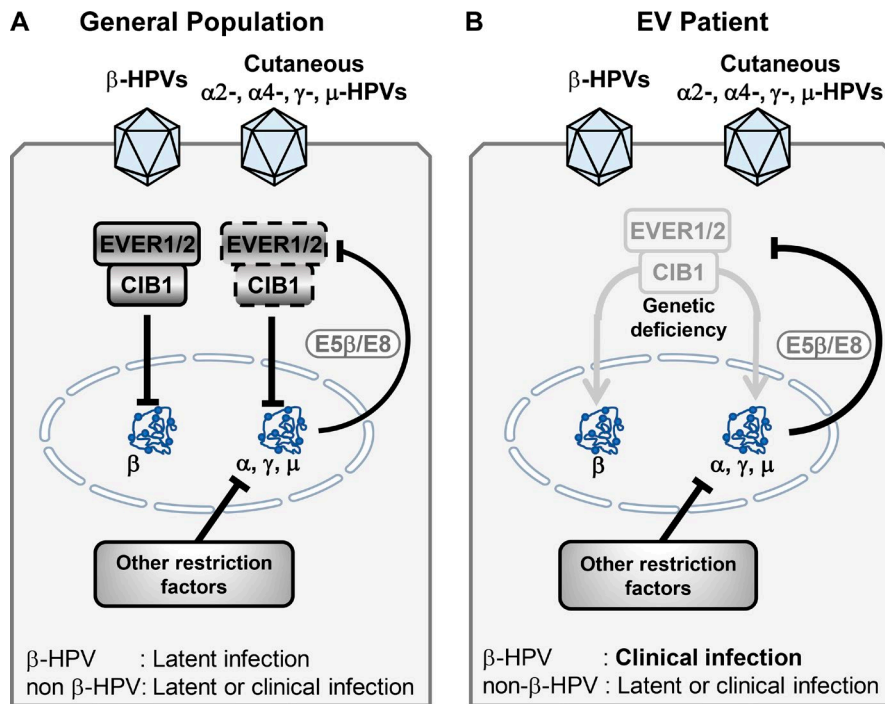 A General Population
β-HPVs
Cutaneous
α2-, α4-, γ-, μ-HPVs
EVER1/2
CIB1
EVER1/2
CIB1
E5β/E8
β
α, γ, μ
Other restriction
factors
β-HPV : Latent infection
non β-HPV: Latent or clinical infection
B EV Patient
β-HPVs
Cutaneous
α2-, α4-, γ-, μ-HPVs
EVER1/2
CIB1
Genetic
deficiency
E5β/E8
β
α, γ, μ
Other restriction
factors
β-HPV : Clinical infection
non-β-HPV : Latent or clinical infection